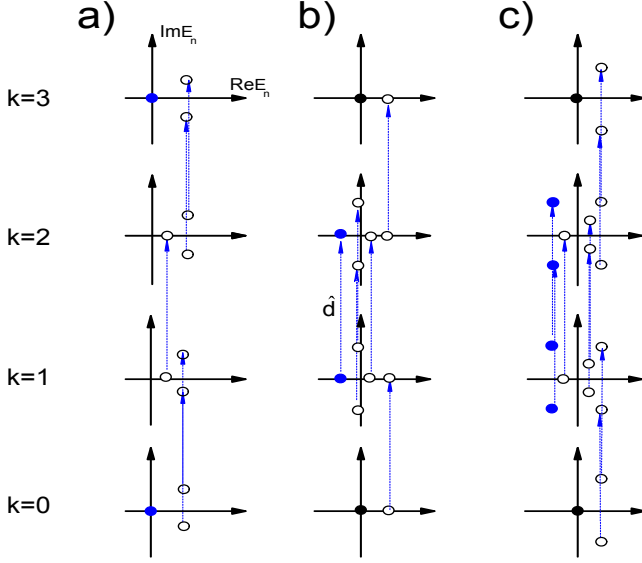 a) b) c)
ImE_n
ReE_n
k=3
k=2
d̂
k=1
k=0